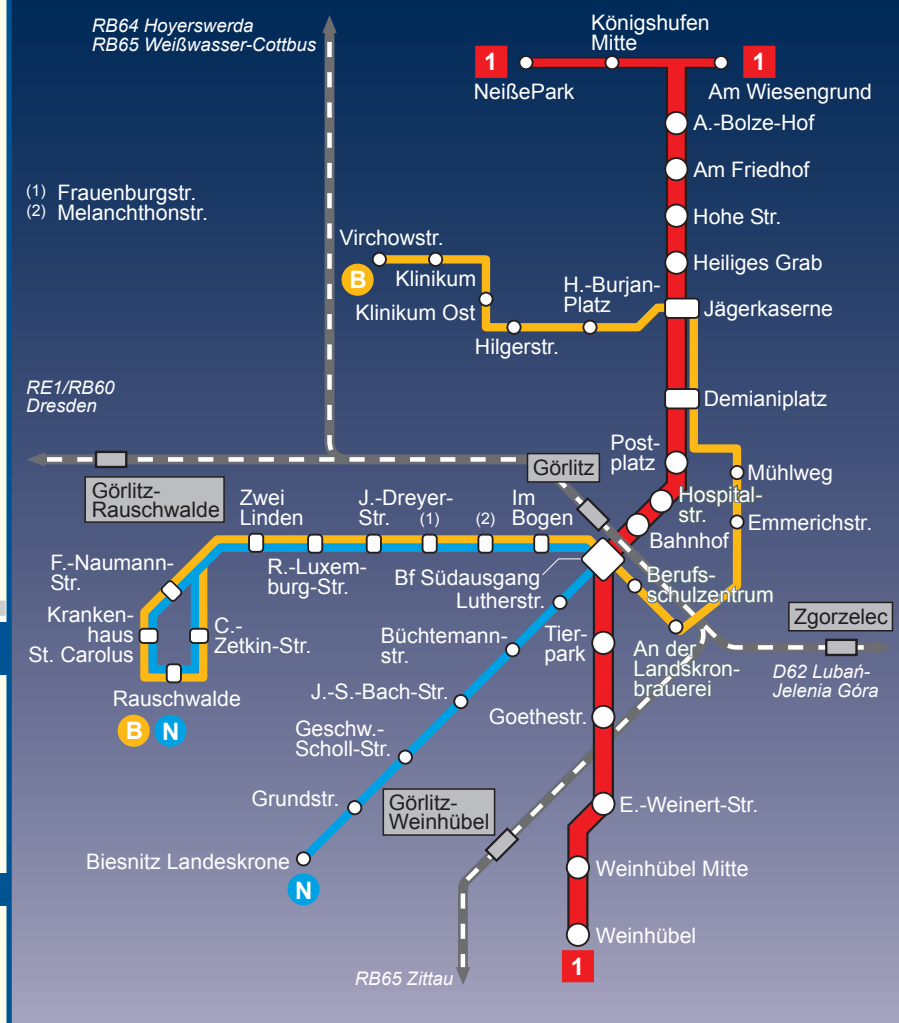 RB64 Hoyerswerda
RB65 Weißwasser-Cottbus
Königshufen
Mitte
1
1
NeißePark
Am Wiesengrund
A.-Bolze-Hof
Am Friedhof
(1) Frauenburgstr.
(2) Melanchthonstr.
Hohe Str.
Virchowstr.
Heiliges Grab
B
Klinikum
H.-Burjan-
Platz
Klinikum Ost
Jägerkaserne
Hilgerstr.
RE1/RB60
Dresden
Demianiplatz
Post-
platz
Görlitz
Mühlweg
Görlitz-
Rauschwalde
Zwei
Linden
J.-Dreyer-
Str.
(1)
(2)
Im
Bogen
Hospital-
str.
Emmerichstr.
Bahnhof
F.-Naumann-
Str.
R.-Luxem-
burg-Str.
Bf Südausgang
Lutherstr.
Berufs-
schulzentrum
Kranken-
haus
St. Carolus
C.-
Zetkin-Str.
Büchtemann-
str.
Tier-
park
An der
Landskron-
brauerei
Zgorzelec
D62 Lubań-
Jelenia Góra
Rauschwalde
B
N
J.-S.-Bach-Str.
Goethestr.
Geschw.-
Scholl-Str.
Grundstr.
Görlitz-
Weinhübel
E.-Weinert-Str.
Biesnitz Landeskrone
N
Weinhübel Mitte
Weinhübel
RB65 Zittau
1